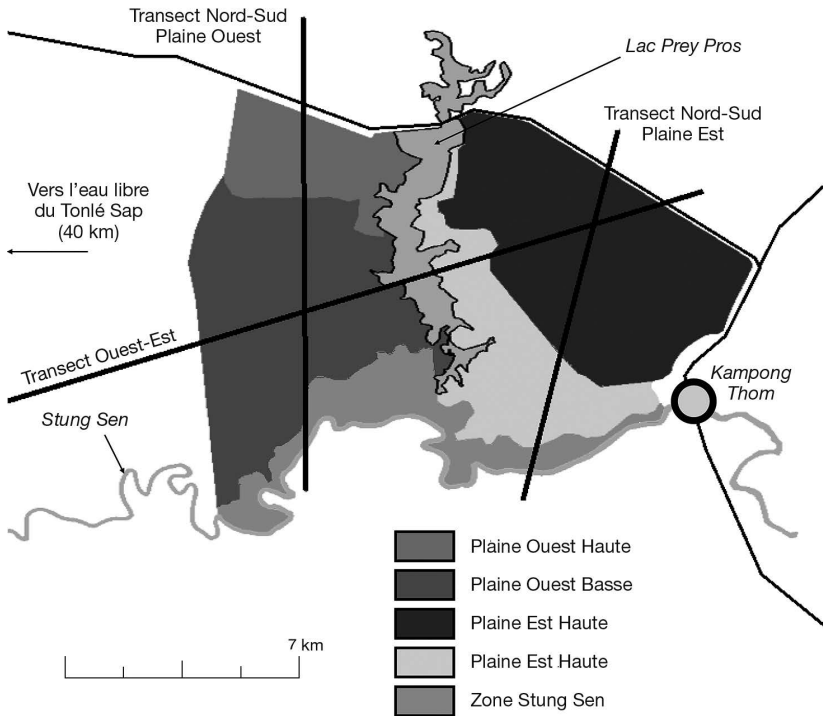 Transect Nord-Sud
Plaine Ouest
Lac Prey Pros
Transect Nord-Sud
Plaine Est
Vers l'eau libre
du Tonlé Sap
(40 km)
Transect Ouest-Est
Kampong
Thom
Stung Sen
Plaine Ouest Haute
Plaine Ouest Basse
Plaine Est Haute
Plaine Est Haute
Zone Stung Sen
7 km